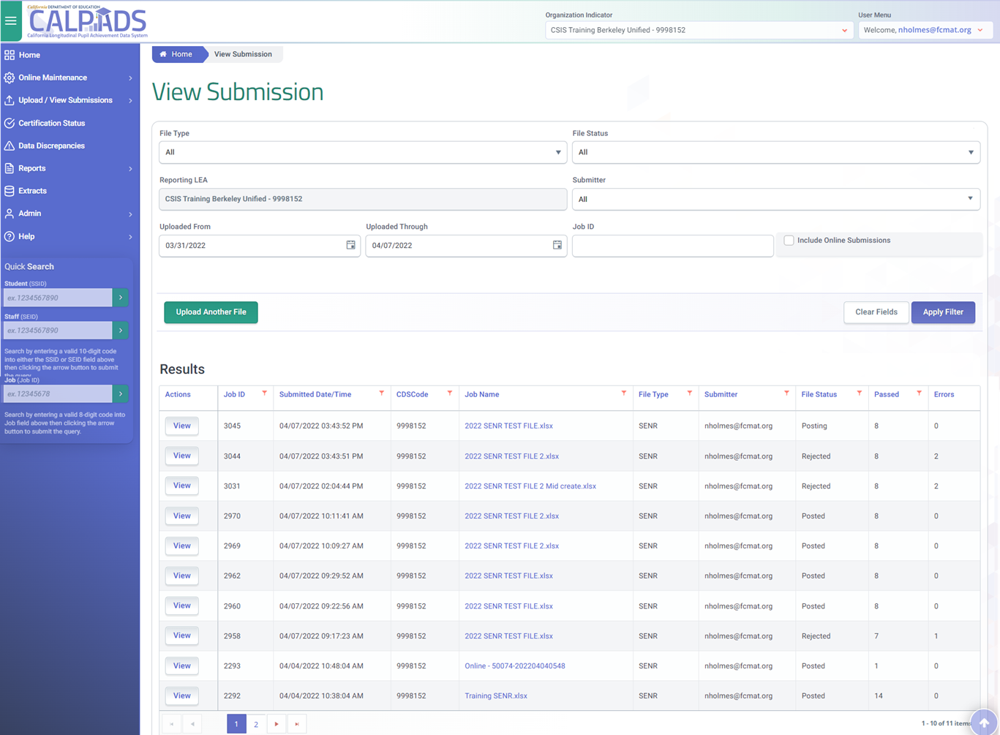 California DEPARTMENT OF EDUCATION
CALPADS
California Longitudinal Pupil Achievement Data System
Organization Indicator
CSIS Training Berkeley Unified - 9998152
User Menu
Welcome, nholmes@fcmat.org
Home
Online Maintenance
Upload / View Submissions
Certification Status
Data Discrepancies
Reports
Extracts
Admin
Help
Quick Search
Student (SSID)
ex.1234567890
Staff (SEID)
ex.1234567890
Search by entering a valid 10-digit code
into either the SSID or SEID field above
then clicking the arrow button to submit
the query.
Job (Job ID)
ex.12345678
Search by entering a valid 8-digit code into
Job field above then clicking the arrow
button to submit the query.
Home View Submission
View Submission
File Type
All
File Status
All
Reporting LEA
CSIS Training Berkeley Unified - 9998152
Submitter
All
Uploaded From
03/31/2022
Uploaded Through
04/07/2022
Job ID
Include Online Submissions
Upload Another File
Clear Fields
Apply Filter
Results
Actions Job ID Submitted Date/Time CDSCode Job Name File Type Submitter File Status Passed Errors
View 3045 04/07/2022 03:43:52 PM 9998152 2022 SENR TEST FILE.xlsx SENR nholmes@fcmat.org Posting 8 0
View 3044 04/07/2022 03:43:51 PM 9998152 2022 SENR TEST FILE 2.xlsx SENR nholmes@fcmat.org Rejected 8 2
View 3031 04/07/2022 02:04:44 PM 9998152 2022 SENR TEST FILE 2 Mid create.xlsx SENR nholmes@fcmat.org Rejected 8 2
View 2970 04/07/2022 10:11:41 AM 9998152 2022 SENR TEST FILE 2.xlsx SENR nholmes@fcmat.org Posted 8 0
View 2969 04/07/2022 10:09:27 AM 9998152 2022 SENR TEST FILE 2.xlsx SENR nholmes@fcmat.org Posted 8 0
View 2962 04/07/2022 09:29:52 AM 9998152 2022 SENR TEST FILE.xlsx SENR nholmes@fcmat.org Posted 8 0
View 2960 04/07/2022 09:22:56 AM 9998152 2022 SENR TEST FILE.xlsx SENR nholmes@fcmat.org Posted 8 0
View 2958 04/07/2022 09:17:23 AM 9998152 2022 SENR TEST FILE.xlsx SENR nholmes@fcmat.org Rejected 7 1
View 2293 04/04/2022 10:48:04 AM 9998152 Online - 50074-202204040548 SENR nholmes@fcmat.org Posted 1 0
View 2292 04/04/2022 10:38:04 AM 9998152 Training SENR.xlsx SENR nholmes@fcmat.org Posted 14 0
1 2
1 - 10 of 11 items